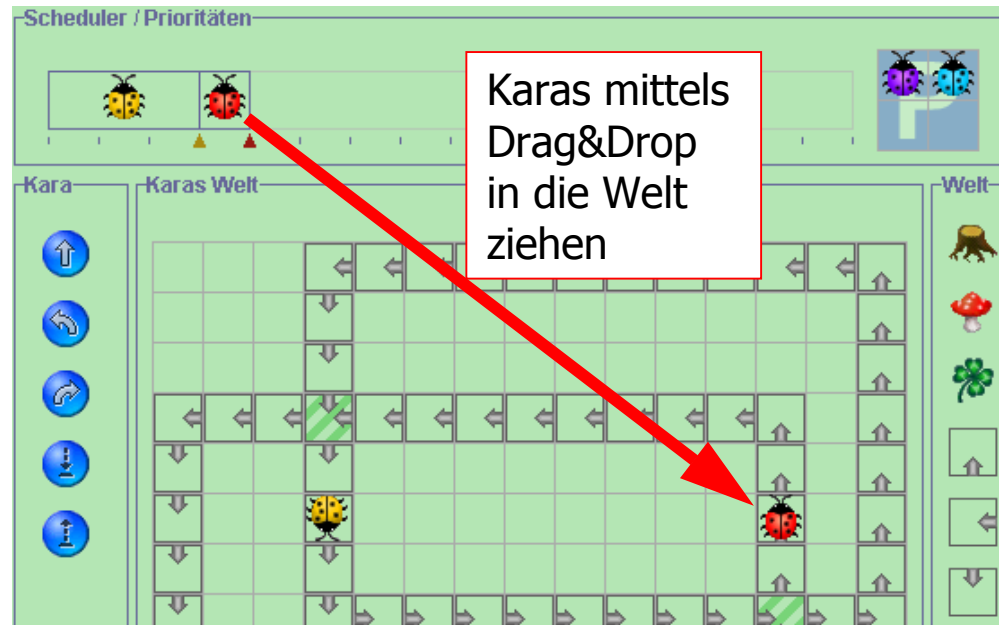 Scheduler / Prioritäten
P
Karas mittels
Drag&Drop
in die Welt
ziehen
Kara
Karas Welt
Welt